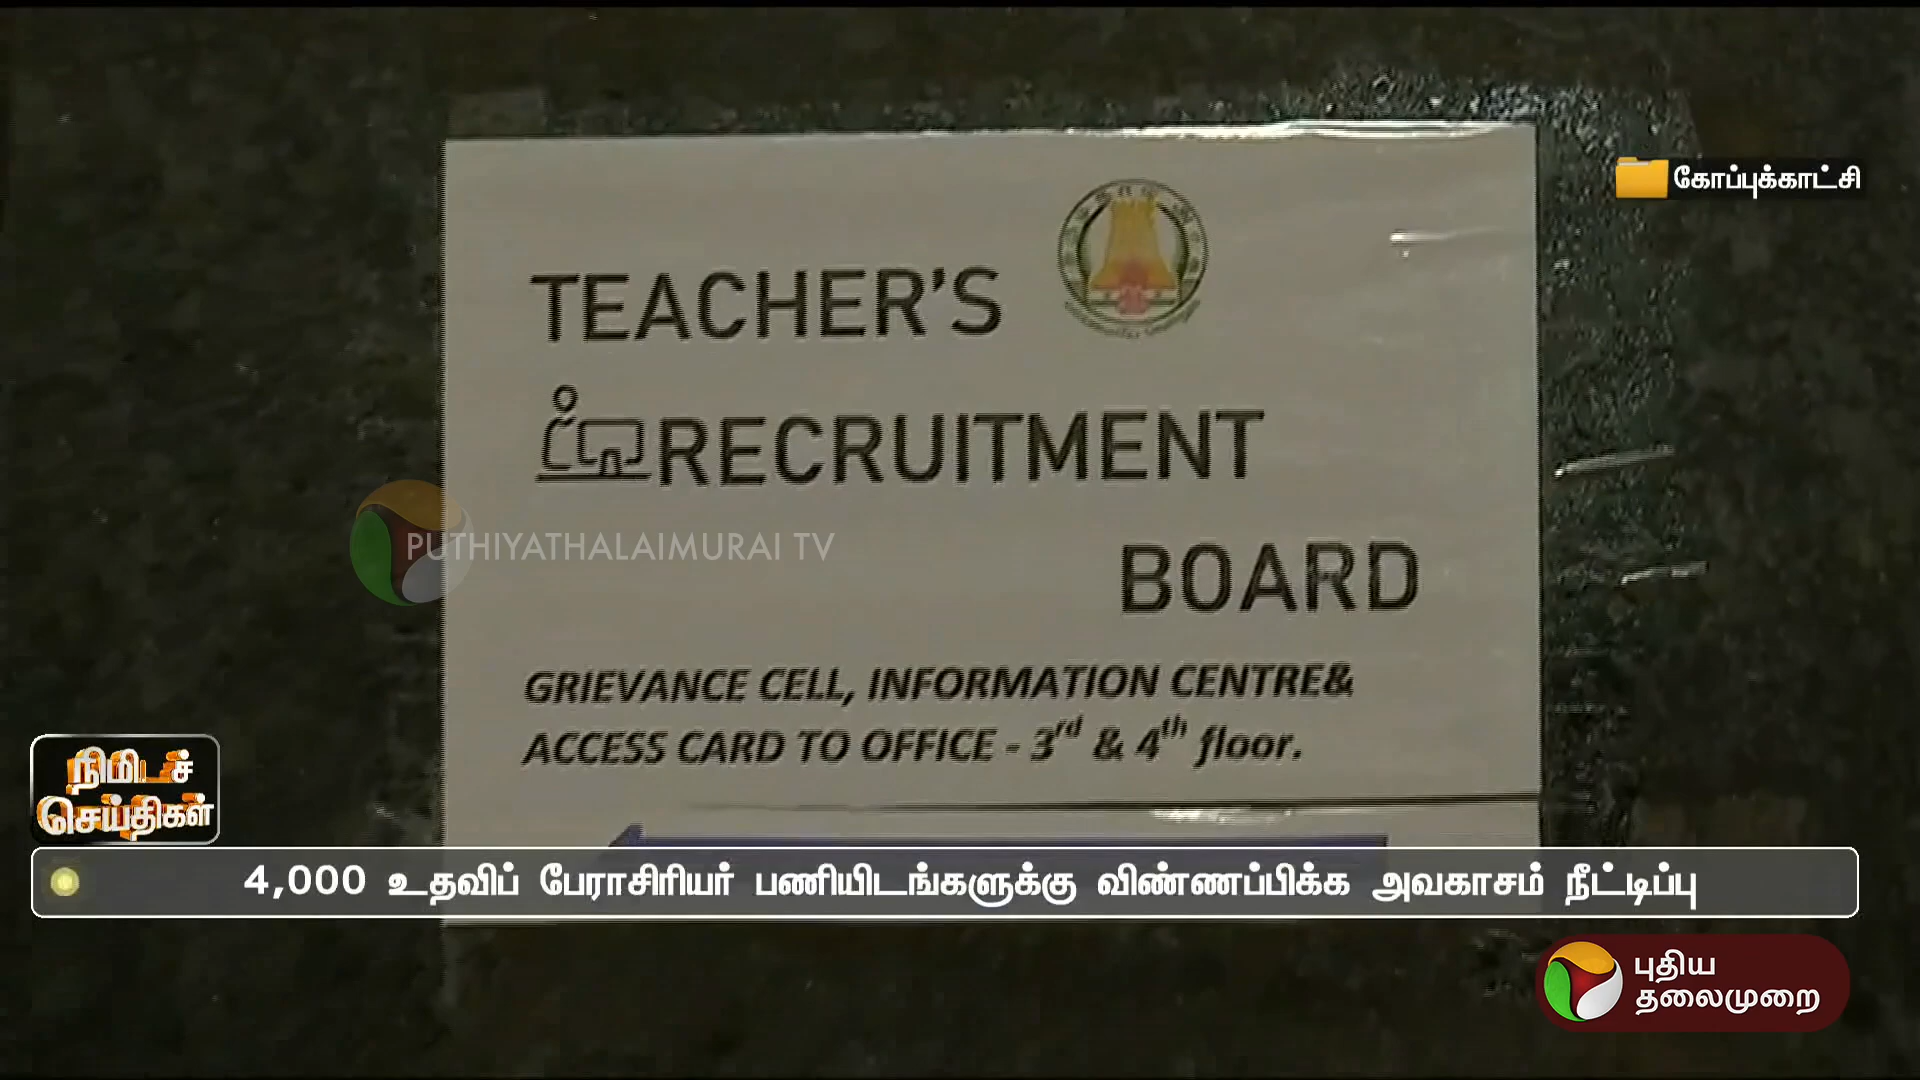 கோப்புக்காட்சி
TEACHER'S
RECRUITMENT
BOARD
PUTHIYATHALAIMURAI TV
GRIEVANCE CELL, INFORMATION CENTRE&
ACCESS CARD TO OFFICE - 3rd & 4th floor.
நிமிடச்
செய்திகள்
4,000 உதவிப் பேராசிரியர் பணியிடங்களுக்கு விண்ணப்பிக்க அவகாசம் நீட்டிப்பு
புதிய
தலைமுறை